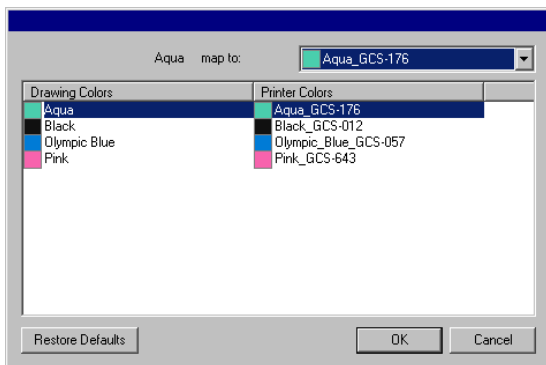 Aqua map to: Aqua_GCS-176
Drawing Colors Printer Colors
Aqua Aqua_GCS-176
Black Black_GCS-012
Olympic Blue Olympic_Blue_GCS-057
Pink Pink_GCS-643
Restore Defaults OK Cancel